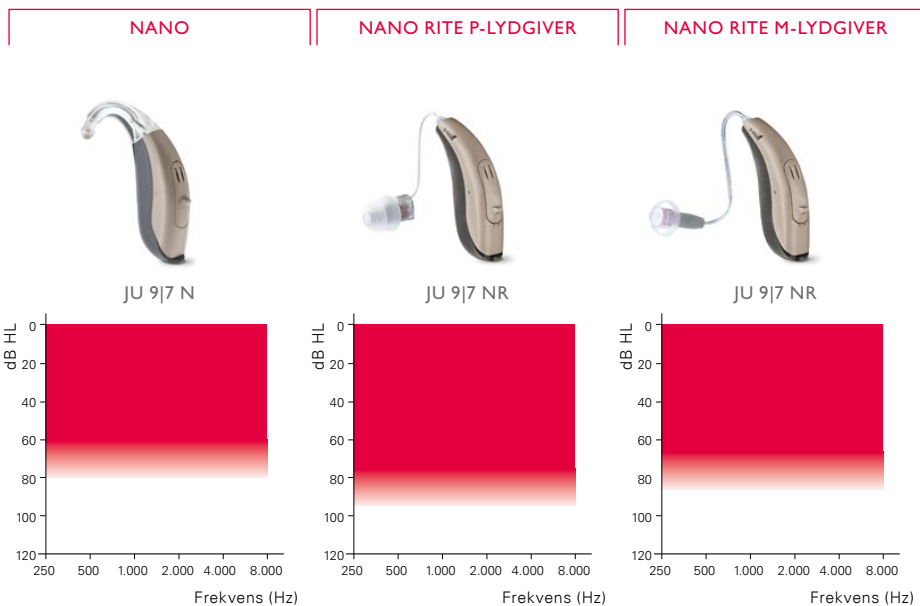 NANO
NANO RITE P-LYDGIVER
NANO RITE M-LYDGIVER
JU 9|7 N
JU 9|7 NR
JU 9|7 NR
dB HL
0
20
40
60
80
100
120
250 500 1.000 2.000 4.000 8.000
Frekvens (Hz)
dB HL
0
20
40
60
80
100
120
250 500 1.000 2.000 4.000 8.000
Frekvens (Hz)
dB HL
0
20
40
60
80
100
120
250 500 1.000 2.000 4.000 8.000
Frekvens (Hz)